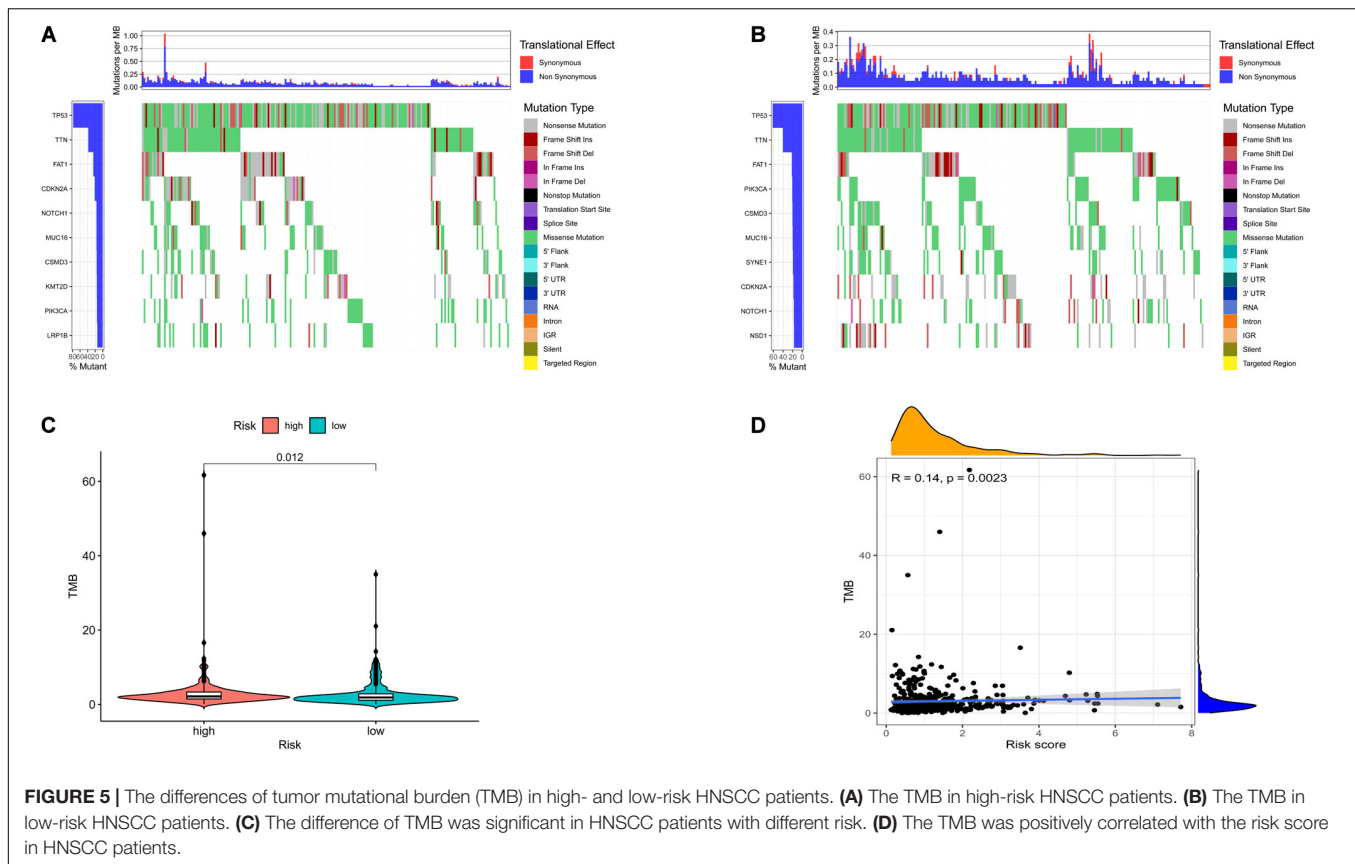 A
Mutations per MB
1.00
0.75
0.50
0.25
0.00
Translational Effect
Synonymous
Non Synonymous
TP53
TTN
FAT1
CDKN2A
NOTCH1
MUC16
CSMD3
KMT2D
PIK3CA
LRP1B
80 60 40 20 0
% Mutant
Mutation Type
Nonsense Mutation
Frame Shift Ins
Frame Shift Del
In Frame Ins
In Frame Del
Nonstop Mutation
Translation Start Site
Splice Site
Missense Mutation
5' Flank
3' Flank
5' UTR
3' UTR
RNA
Intron
IGR
Silent
Targeted Region
B
Mutations per MB
0.4
0.3
0.2
0.1
0.0
Translational Effect
Synonymous
Non Synonymous
TP53
TTN
FAT1
PIK3CA
CSMD3
MUC16
SYNE1
CDKN2A
NOTCH1
NSD1
60 40 20 0
% Mutant
Mutation Type
Nonsense Mutation
Frame Shift Ins
Frame Shift Del
In Frame Ins
In Frame Del
Nonstop Mutation
Translation Start Site
Splice Site
Missense Mutation
5' Flank
3' Flank
5' UTR
3' UTR
RNA
Intron
IGR
Silent
Targeted Region
C
Risk high low
0.012
60
40
20
0
TMB
high low
Risk
D
R = 0.14, p = 0.0023
60
40
20
0
TMB
0 2 4 6 8
Risk score
FIGURE 5 | The differences of tumor mutational burden (TMB) in high- and low-risk HNSCC patients. (A) The TMB in high-risk HNSCC patients. (B) The TMB in
low-risk HNSCC patients. (C) The difference of TMB was significant in HNSCC patients with different risk. (D) The TMB was positively correlated with the risk score
in HNSCC patients.